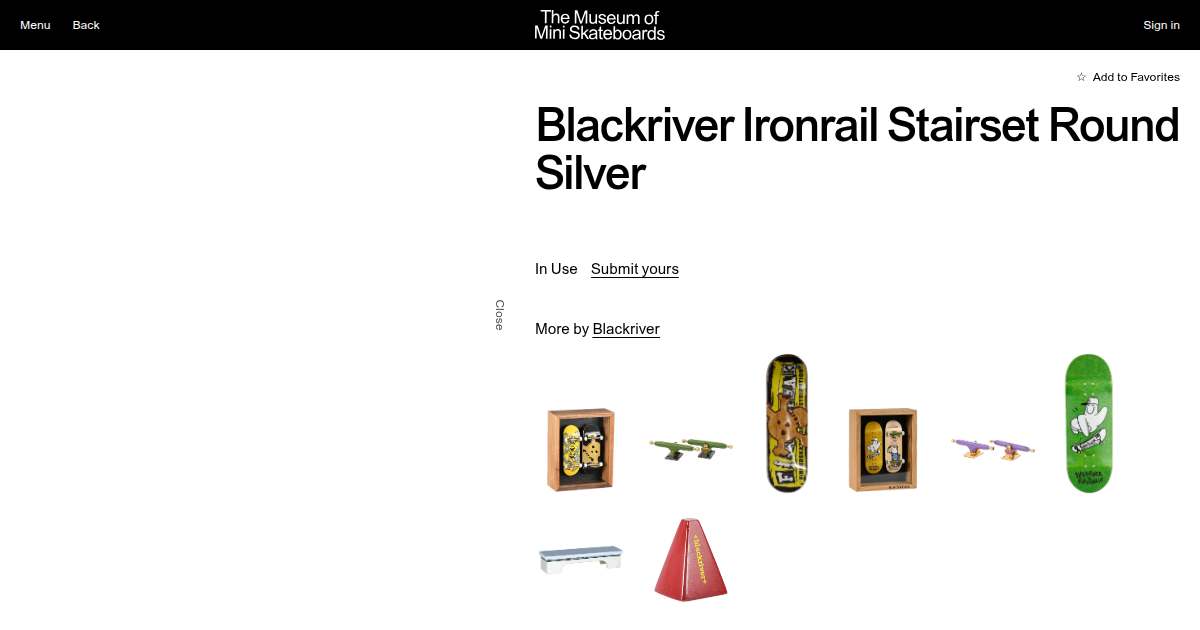 Menu
Back
The Museum of
Mini Skateboards
Sign in
☆ Add to Favorites
Blackriver Ironrail Stairset Round
Silver
In Use
Submit yours
Close
More by Blackriver
+blackriver+